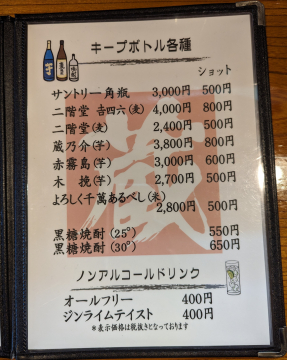 キープボトル各種
ショット
サントリー角瓶 3,000円 500円
二階堂 吉四六(麦) 4,000円 800円
二階堂(麦) 2,400円 500円
蔵乃介(芋) 3,800円 800円
赤霧島(芋) 3,000円 600円
木 挽(芋) 2,700円 500円
よろしく千萬あるべし(米)
2,800円 500円
黒糖焼酎(25°) 550円
黒糖焼酎(30°) 650円
ノンアルコールドリンク
オールフリー 400円
ジンライムテイスト 400円
*表示価格は税抜きとなっております
蔵